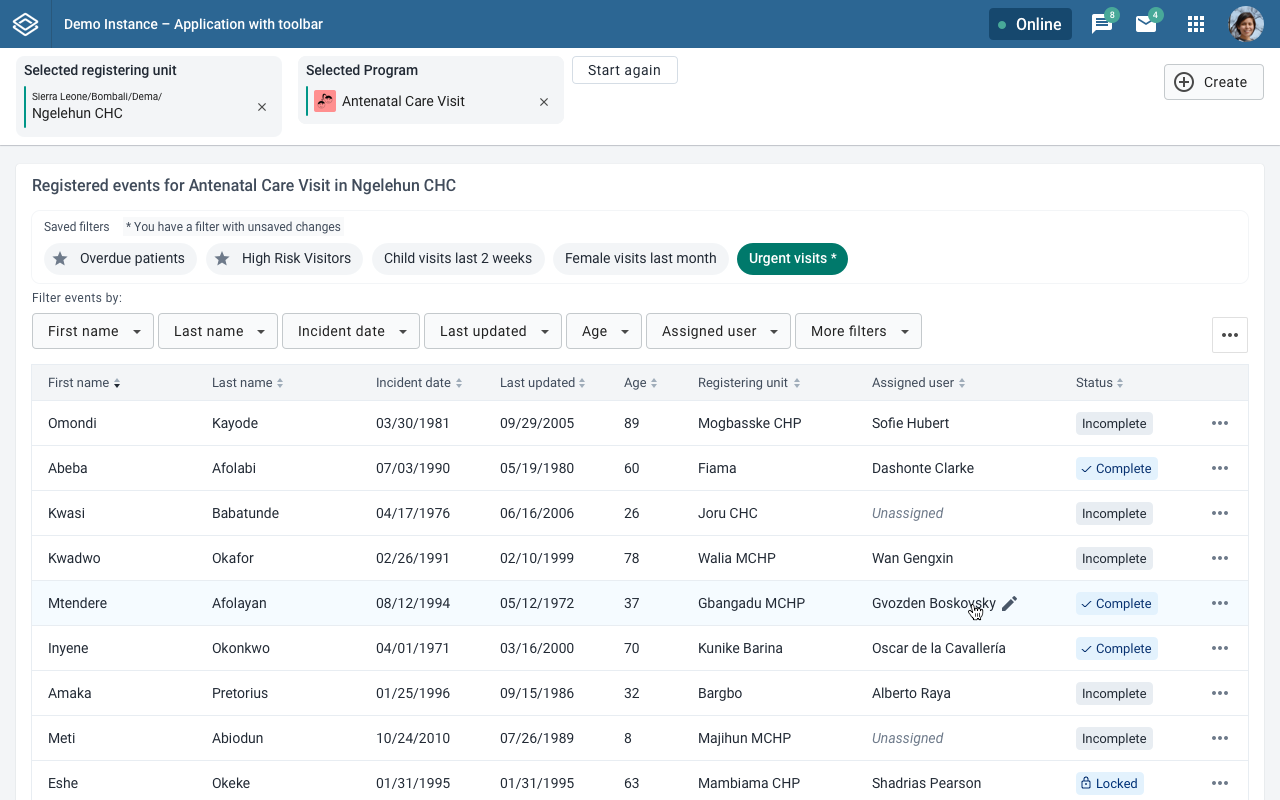 Demo Instance – Application with toolbar
Online
8
4
Selected registering unit
Sierra Leone/Bombali/Dema/
Ngelehun CHC
Selected Program
Antenatal Care Visit
Start again
Create
Registered events for Antenatal Care Visit in Ngelehun CHC
Saved filters * You have a filter with unsaved changes
Overdue patients High Risk Visitors Child visits last 2 weeks Female visits last month Urgent visits *
Filter events by:
First name Last name Incident date Last updated Age Assigned user More filters
First name Last name Incident date Last updated Age Registering unit Assigned user Status
Omondi Kayode 03/30/1981 09/29/2005 89 Mogbasske CHP Sofie Hubert Incomplete
Abeba Afolabi 07/03/1990 05/19/1980 60 Fiama Dashonte Clarke Complete
Kwasi Babatunde 04/17/1976 06/16/2006 26 Joru CHC Unassigned Incomplete
Kwadwo Okafor 02/26/1991 02/10/1999 78 Walia MCHP Wan Gengxin Incomplete
Mtendere Afolayan 08/12/1994 05/12/1972 37 Gbangadu MCHP Gvozden Boskovsky Complete
Inyene Okonkwo 04/01/1971 03/16/2000 70 Kunike Barina Oscar de la Cavallería Complete
Amaka Pretorius 01/25/1996 09/15/1986 32 Bargbo Alberto Raya Incomplete
Meti Abiodun 10/24/2010 07/26/1989 8 Majihun MCHP Unassigned Incomplete
Eshe Okeke 01/31/1995 01/31/1995 63 Mambiama CHP Shadrias Pearson Locked